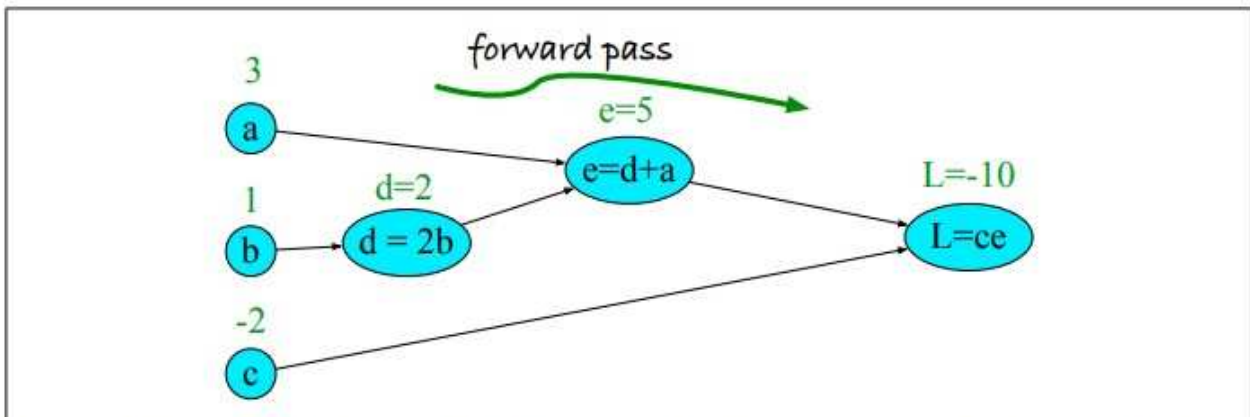 forward pass
3
a
e=5
e=d+a
d=2
L=-10
1
b
d = 2b
L=ce
-2
c